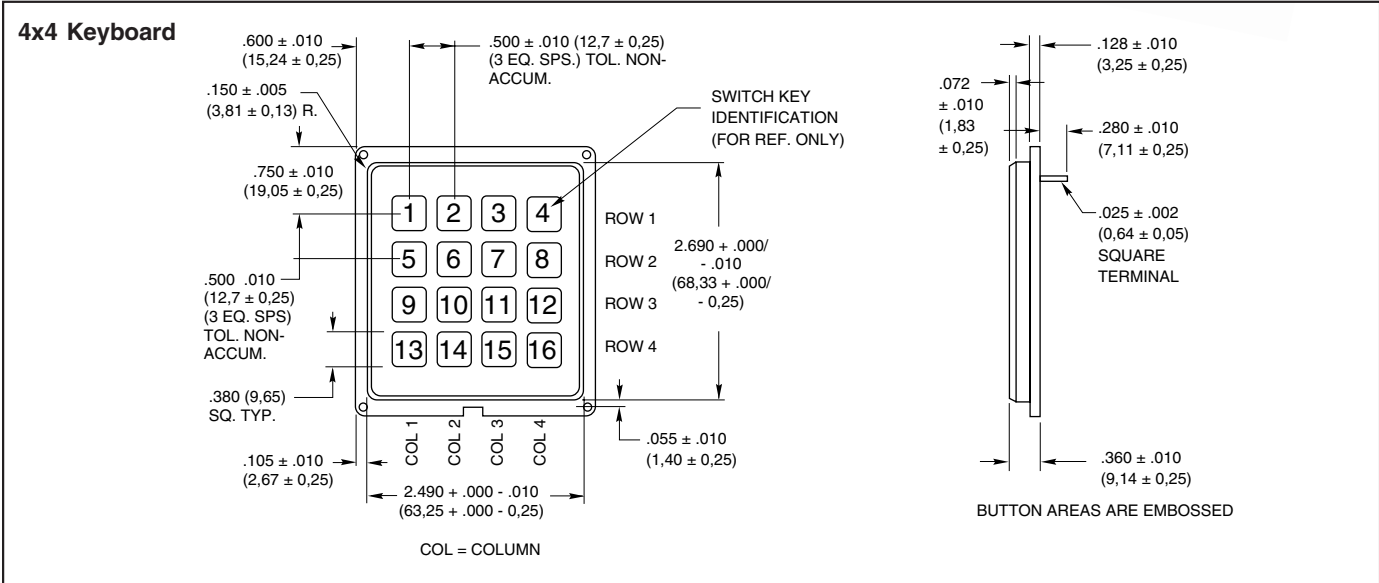 4x4 Keyboard
.600 ± .010
(15,24 ± 0,25)
.500 ± .010 (12,7 ± 0,25)
(3 EQ. SPS.) TOL. NON-
ACCUM.
.150 ± .005
(3,81 ± 0,13) R.
SWITCH KEY
IDENTIFICATION
(FOR REF. ONLY)
.750 ± .010
(19,05 ± 0,25)
1 2 3 4
ROW 1
5 6 7 8
ROW 2
9 10 11 12
ROW 3
13 14 15 16
ROW 4
.500 .010
(12,7 ± 0,25)
(3 EQ. SPS)
TOL. NON-
ACCUM.
2.690 + .000/
- .010
(68,33 + .000/
- 0,25)
.380 (9,65)
SQ. TYP.
COL 1
COL 2
COL 3
COL 4
.055 ± .010
(1,40 ± 0,25)
.105 ± .010
(2,67 ± 0,25)
2.490 + .000 - .010
(63,25 + .000 - 0,25)
COL = COLUMN
.128 ± .010
(3,25 ± 0,25)
.072
± .010
(1,83
± 0,25)
.280 ± .010
(7,11 ± 0,25)
.025 ± .002
(0,64 ± 0,05)
SQUARE
TERMINAL
.360 ± .010
(9,14 ± 0,25)
BUTTON AREAS ARE EMBOSSED